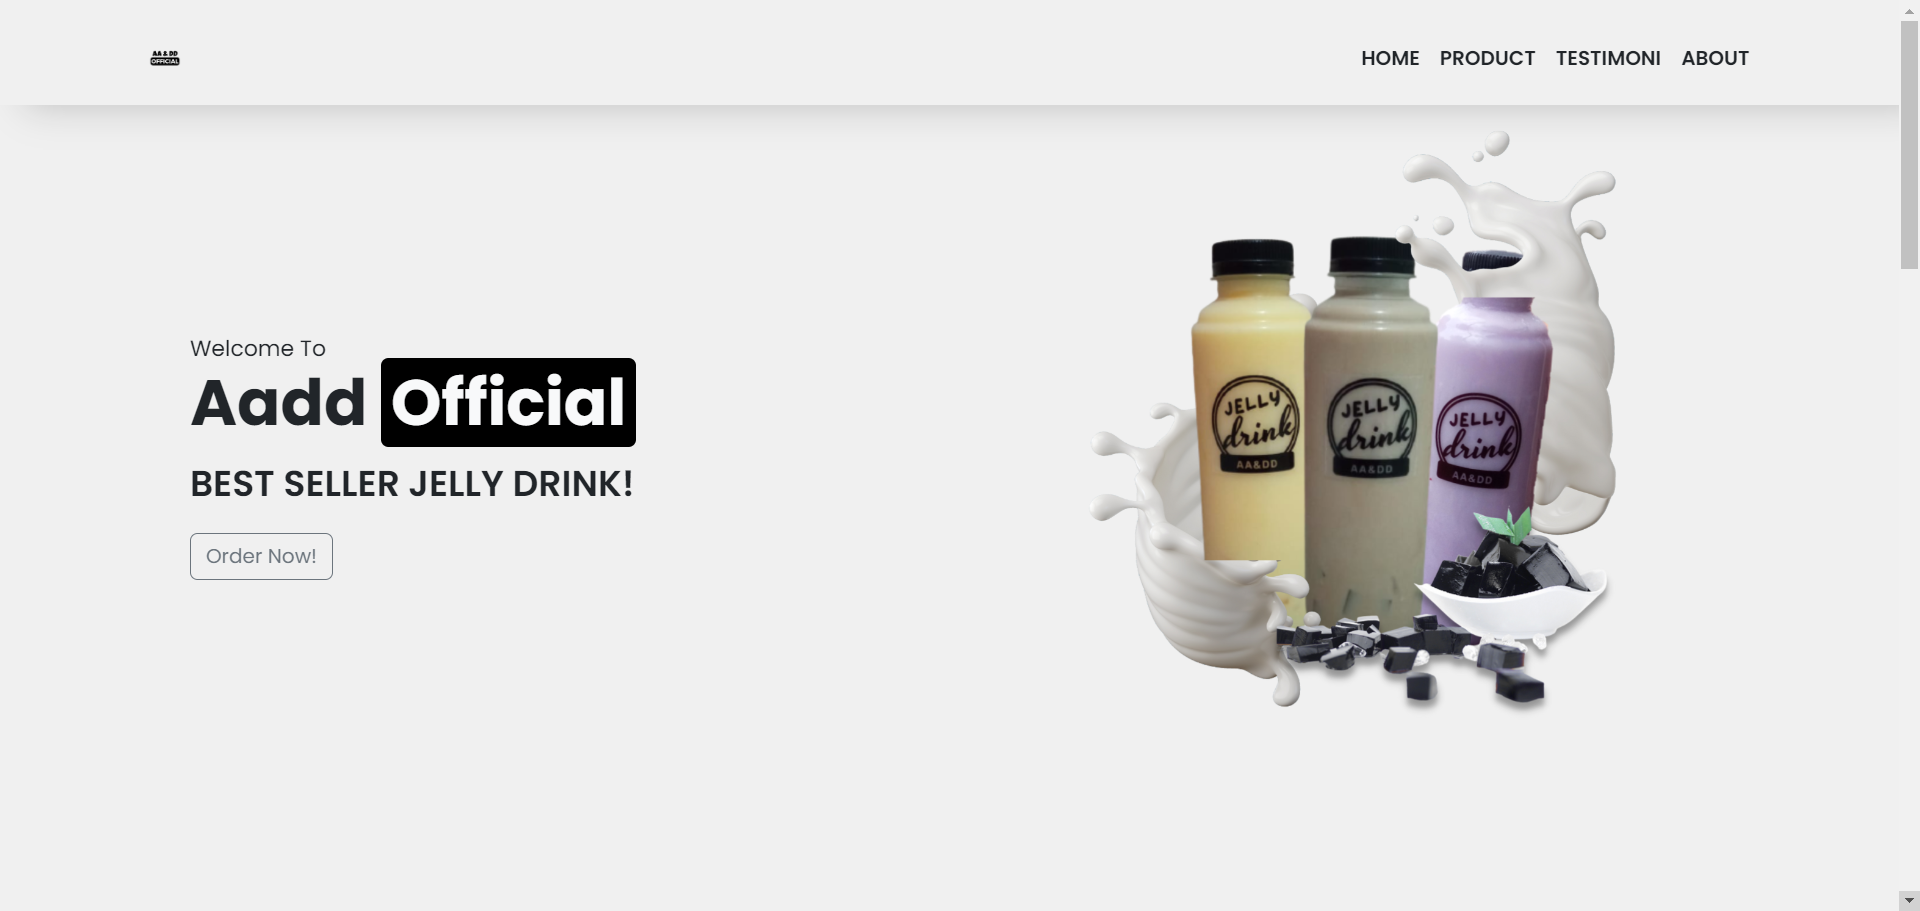 AA & DD
OFFICIAL
HOME PRODUCT TESTIMONI ABOUT
Welcome To
Aadd Official
BEST SELLER JELLY DRINK!
Order Now!
JELLY
drink
AA&DD
JELLY
drink
AA&DD
JELLY
drink
AA&DD